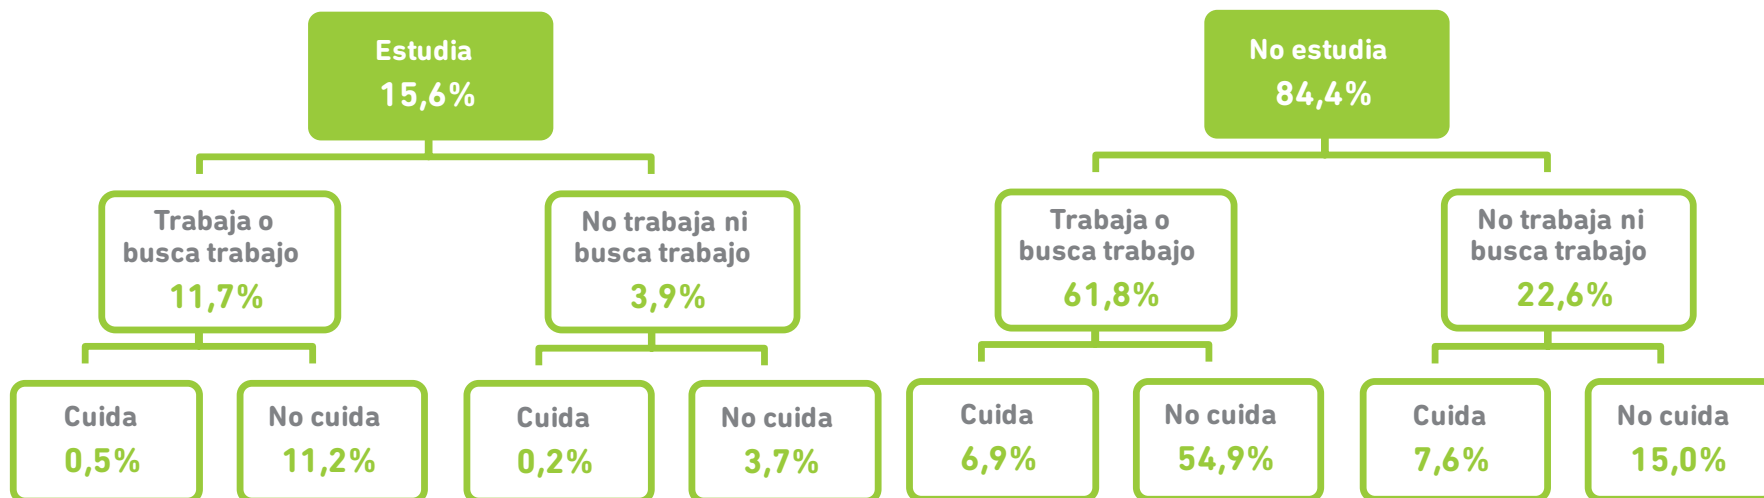 Estudia
15,6%
No estudia
84,4%
Trabaja o
busca trabajo
11,7%
No trabaja ni
busca trabajo
3,9%
Trabaja o
busca trabajo
61,8%
No trabaja ni
busca trabajo
22,6%
Cuida
0,5%
No cuida
11,2%
Cuida
0,2%
No cuida
3,7%
Cuida
6,9%
No cuida
54,9%
Cuida
7,6%
No cuida
15,0%